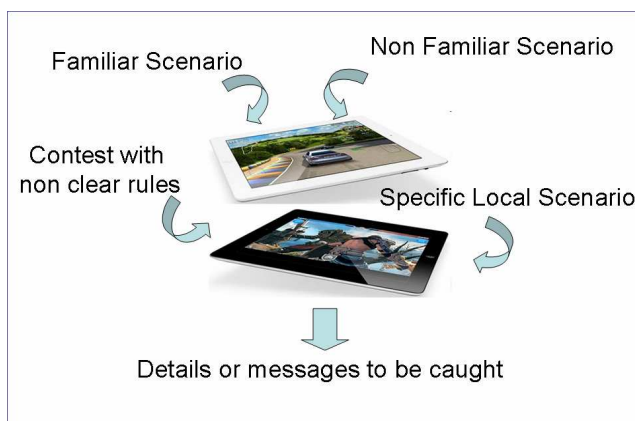 Familiar Scenario
Non Familiar Scenario
Contest with
non clear rules
Specific Local Scenario
Details or messages to be caught